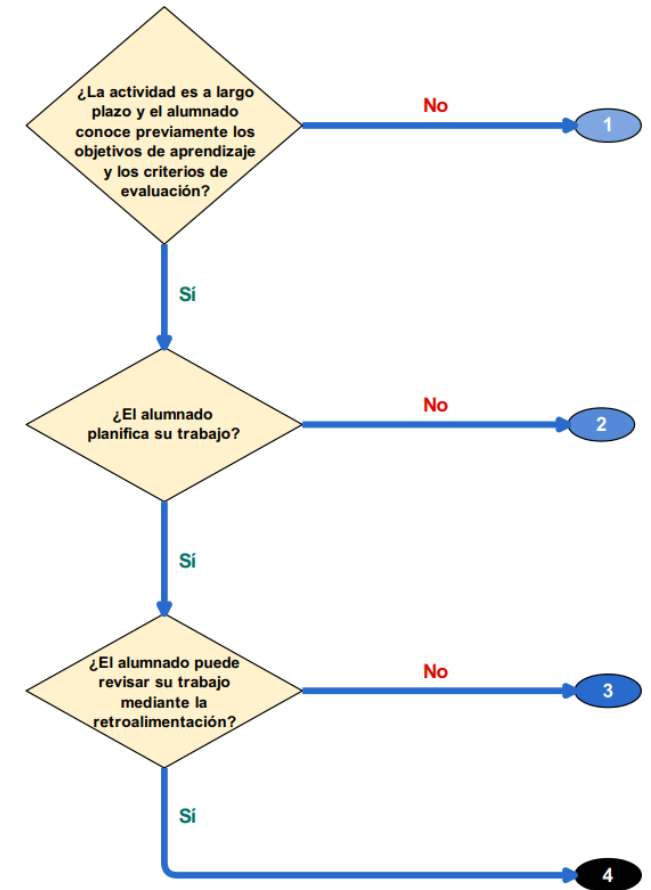 ¿La actividad es a largo
plazo y el alumnado
conoce previamente los
objetivos de aprendizaje
y los criterios de
evaluación?
No
1
Sí
¿El alumnado
planifica su trabajo?
No
2
Sí
¿El alumnado puede
revisar su trabajo
mediante la
retroalimentación?
No
3
Sí
4